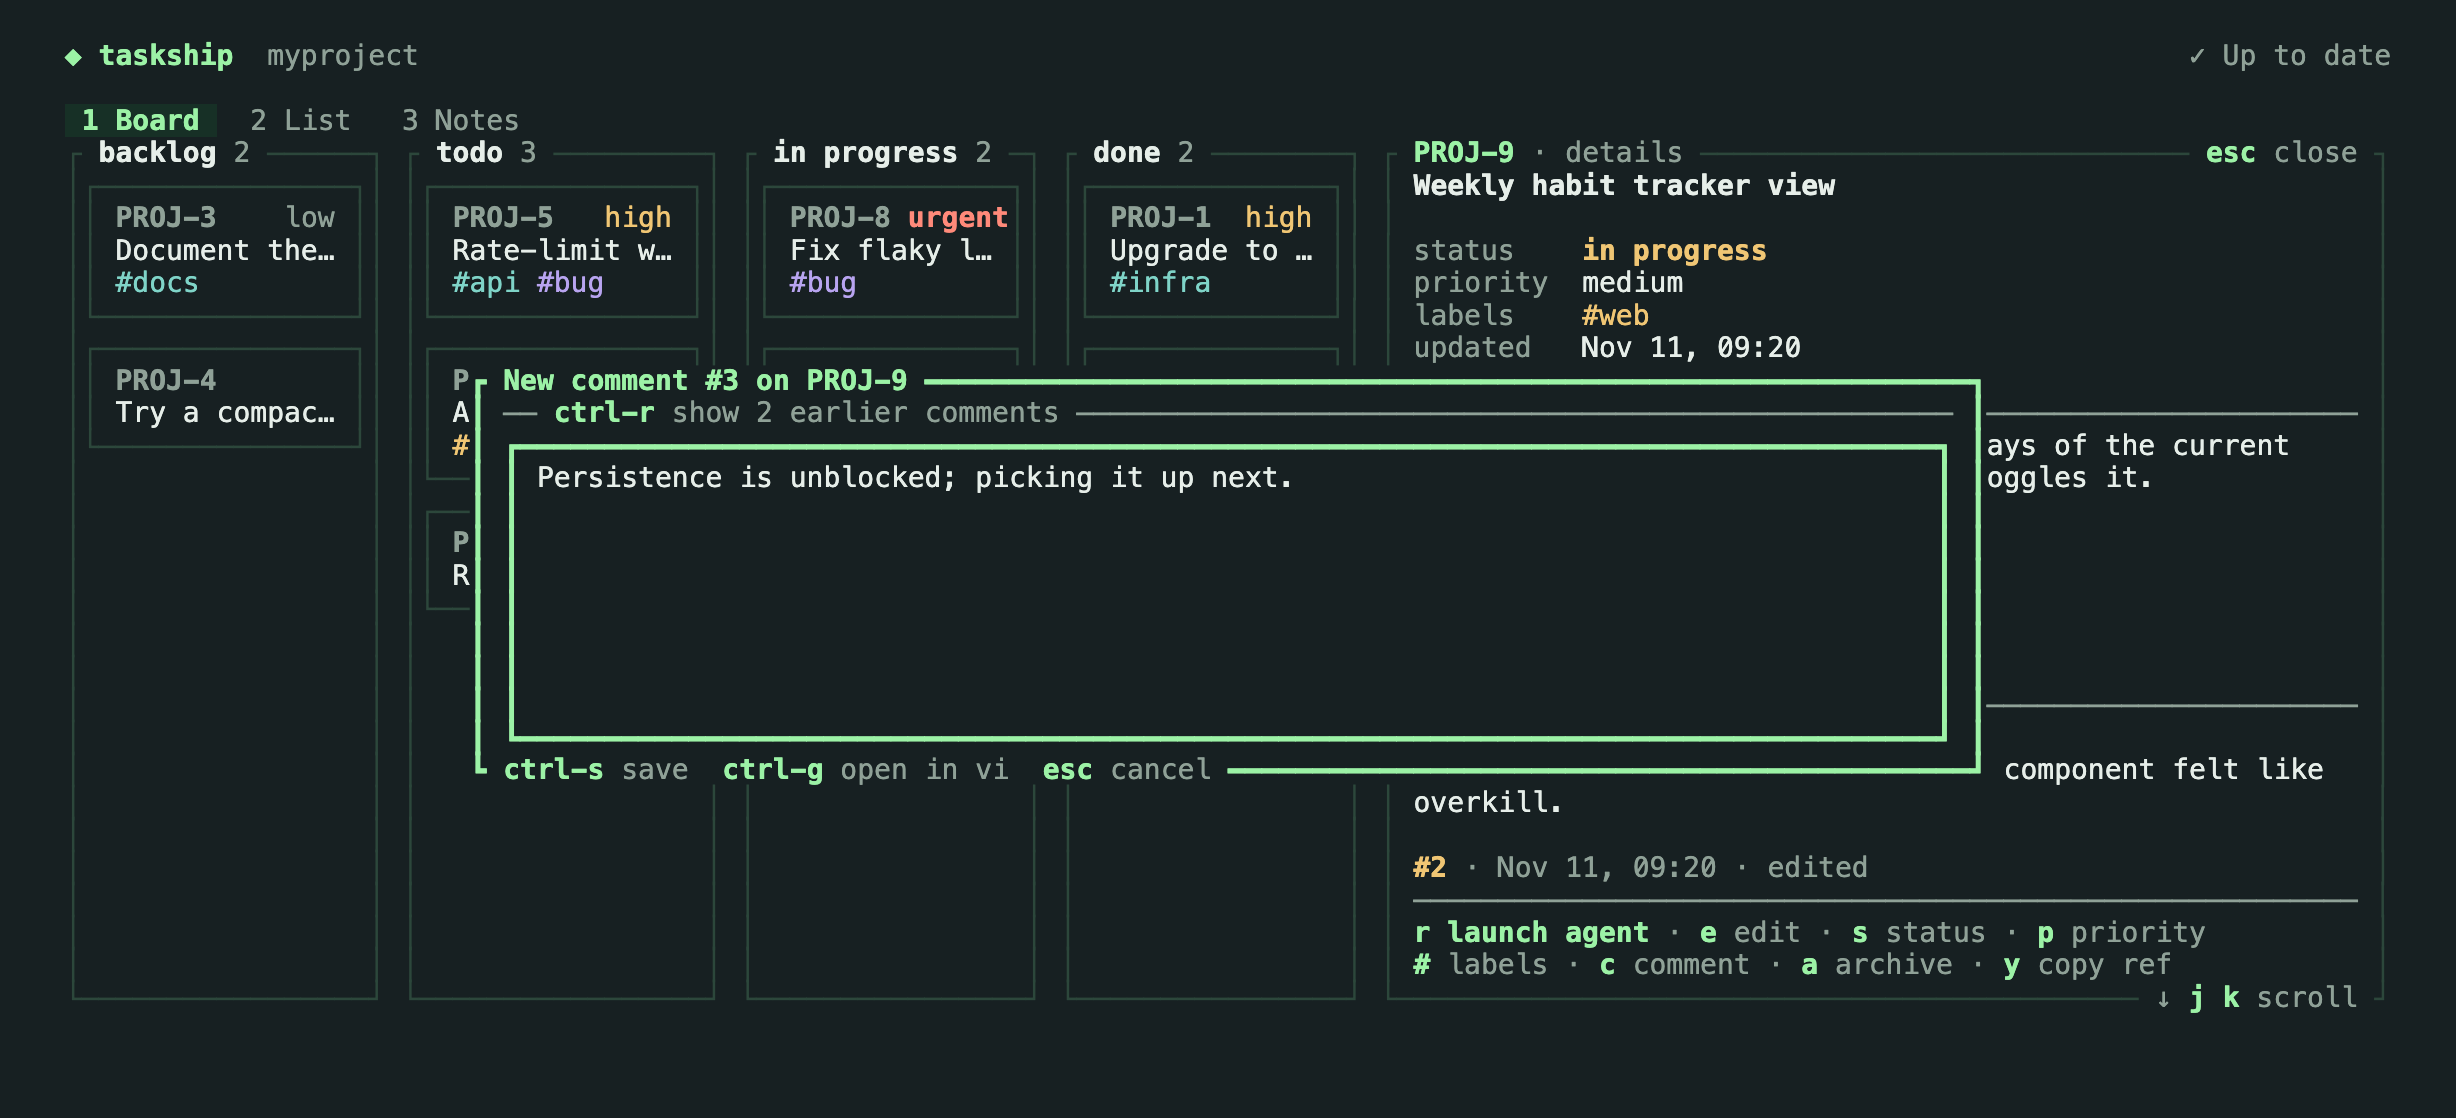 ◆ taskship myproject
✓ Up to date
1 Board 2 List 3 Notes
backlog 2
PROJ-3 low
Document the…
#docs
PROJ-4
Try a compac…
todo 3
PROJ-5 high
Rate-limit w…
#api #bug
P
A
#
P
R
in progress 2
PROJ-8 urgent
Fix flaky l…
#bug
done 2
PROJ-1 high
Upgrade to …
#infra
PROJ-9 · details
esc close
Weekly habit tracker view
status in progress
priority medium
labels #web
updated Nov 11, 09:20
ays of the current
oggles it.
component felt like
overkill.
#2 · Nov 11, 09:20 · edited
r launch agent · e edit · s status · p priority
# labels · c comment · a archive · y copy ref
↓ j k scroll
New comment #3 on PROJ-9
ctrl-r show 2 earlier comments
Persistence is unblocked; picking it up next.
ctrl-s save ctrl-g open in vi esc cancel